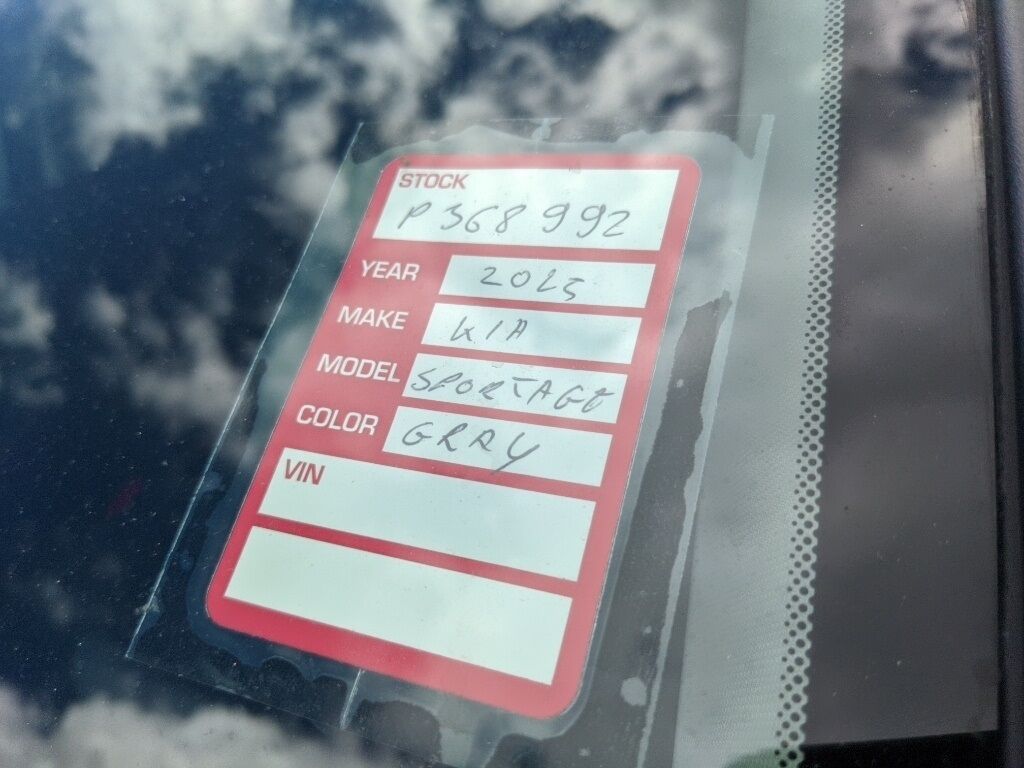 STOCK
P368992
YEAR 2025
MAKE KIA
MODEL SPORTAGE
COLOR GRAY
VIN